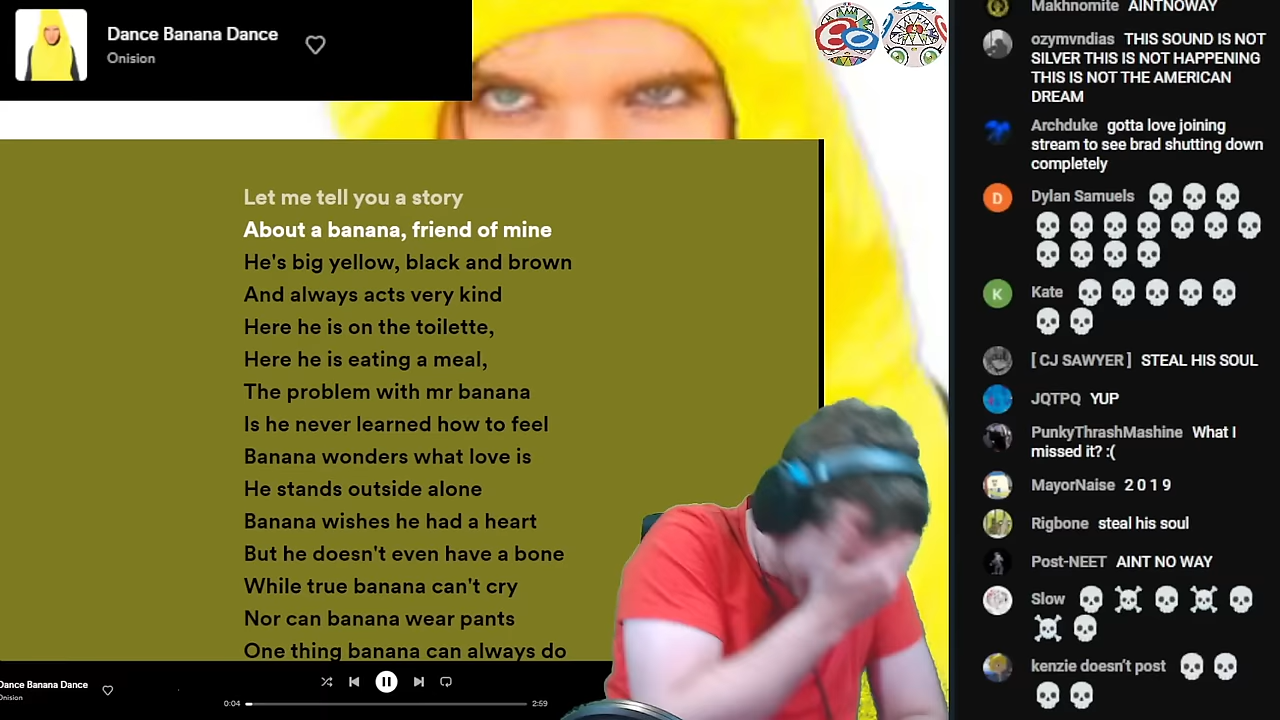 Dance Banana Dance
Onision
Let me tell you a story
About a banana, friend of mine
He's big yellow, black and brown
And always acts very kind
Here he is on the toilette,
Here he is eating a meal,
The problem with mr banana
Is he never learned how to feel
Banana wonders what love is
He stands outside alone
Banana wishes he had a heart
But he doesn't even have a bone
While true banana can't cry
Nor can banana wear pants
One thing banana can always do
Dance Banana Dance
Onision
0:04
2:59
Makhnomite AINTNOWAY
ozymvndias THIS SOUND IS NOT
SILVER THIS IS NOT HAPPENING
THIS IS NOT THE AMERICAN
DREAM
Archduke gotta love joining
stream to see brad shutting down
completely
D Dylan Samuels 💀 💀 💀
💀 💀 💀 💀 💀 💀 💀
💀 💀 💀 💀
K Kate 💀 💀 💀 💀 💀
💀 💀
[ CJ SAWYER ] STEAL HIS SOUL
JQTPQ YUP
PunkyThrashMashine What I
missed it? :(
MayorNaise 2 0 1 9
Rigbone steal his soul
Post-NEET AINT NO WAY
Slow 💀 ☠️ 💀 ☠️ 💀
☠️ 💀
kenzie doesn't post 💀 💀
💀 💀